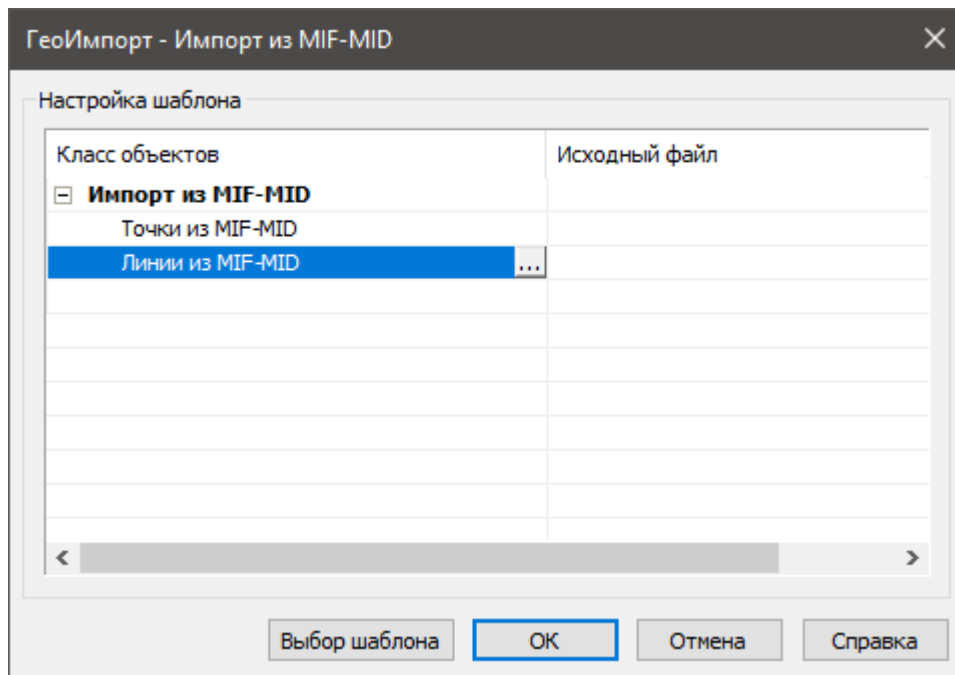 ГеоИмпорт - Импорт из MIF-MID
Настройка шаблона
Класс объектов Исходный файл
Импорт из MIF-MID
Точки из MIF-MID
Линии из MIF-MID ...
Выбор шаблона ОК Отмена Справка